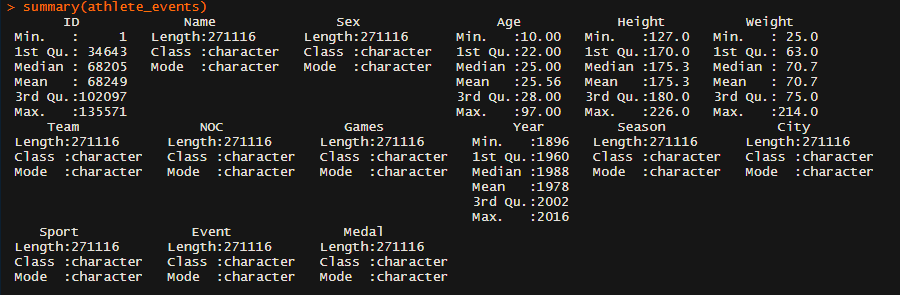 > summary(athlete_events)
ID Name Sex Age Height Weight
Min. : 1 Length:271116 Length:271116 Min. :10.00 Min. :127.0 Min. : 25.0
1st Qu.: 34643 Class :character Class :character 1st Qu.:22.00 1st Qu.:170.0 1st Qu.: 63.0
Median : 68205 Mode :character Mode :character Median :25.00 Median :175.3 Median : 70.7
Mean : 68249 Mean :25.56 Mean :175.3 Mean : 70.7
3rd Qu.:102097 3rd Qu.:28.00 3rd Qu.:180.0 3rd Qu.: 75.0
Max. :135571 Max. :97.00 Max. :226.0 Max. :214.0
Team NOC Games Year Season City
Length:271116 Length:271116 Length:271116 Min. :1896 Length:271116 Length:271116
Class :character Class :character Class :character 1st Qu.:1960 Class :character Class :character
Mode :character Mode :character Mode :character Median :1988 Mode :character Mode :character
Mean :1978
3rd Qu.:2002
Max. :2016
Sport Event Medal
Length:271116 Length:271116 Length:271116
Class :character Class :character Class :character
Mode :character Mode :character Mode :character